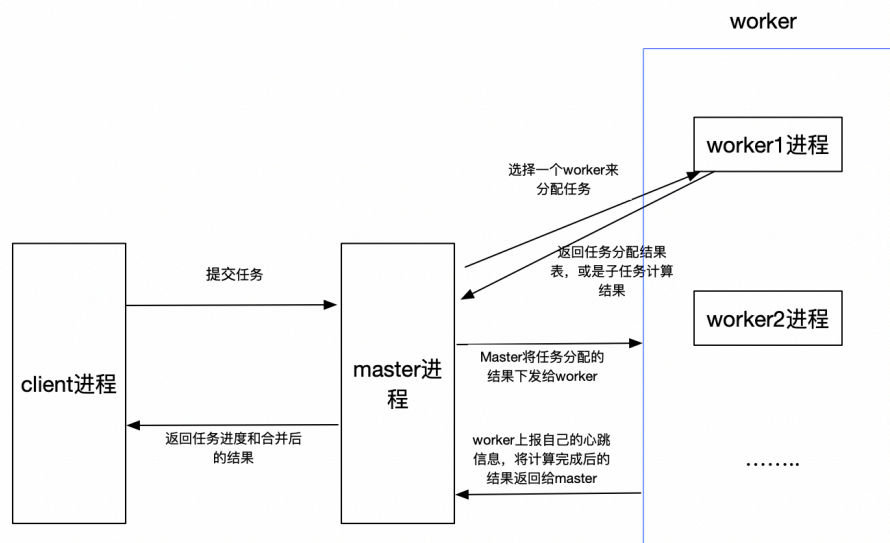 worker
worker1进程
选择一个worker来
分配任务
返回任务分配结果
表，或是子任务计算
结果
提交任务
worker2进程
client进程
master进
程
Master将任务分配的
结果下发给worker
返回任务进度和合并后
的结果
worker上报自己的心跳
信息，将计算完成后的
结果返回给master
........